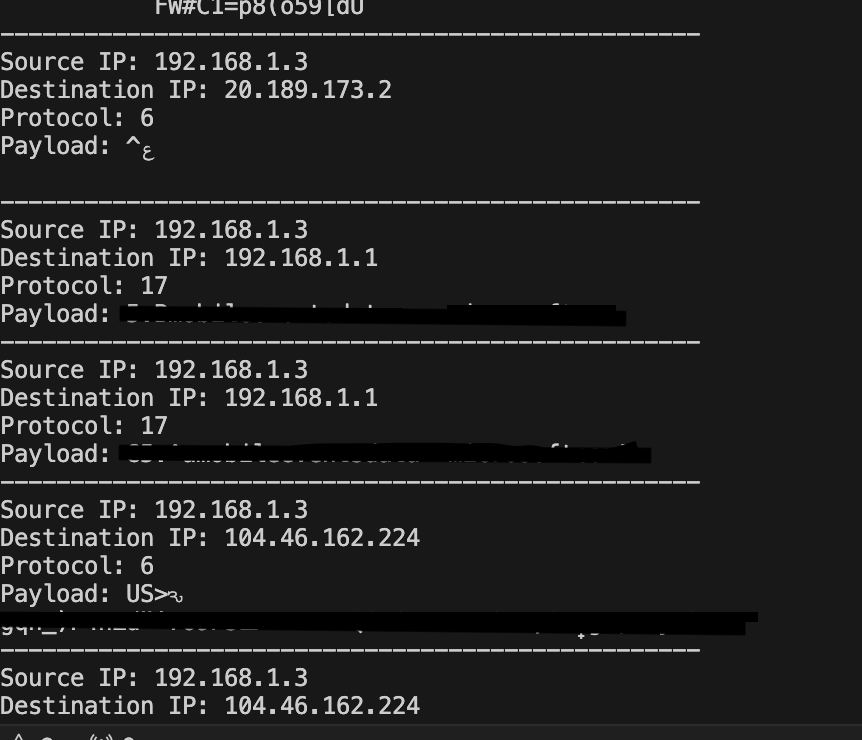 FW#C1=p8(o59[dU
--------------------------------------------------
Source IP: 192.168.1.3
Destination IP: 20.189.173.2
Protocol: 6
Payload: ^ع
--------------------------------------------------
Source IP: 192.168.1.3
Destination IP: 192.168.1.1
Protocol: 17
Payload:
--------------------------------------------------
Source IP: 192.168.1.3
Destination IP: 192.168.1.1
Protocol: 17
Payload:
--------------------------------------------------
Source IP: 192.168.1.3
Destination IP: 104.46.162.224
Protocol: 6
Payload: US>
--------------------------------------------------
Source IP: 192.168.1.3
Destination IP: 104.46.162.224